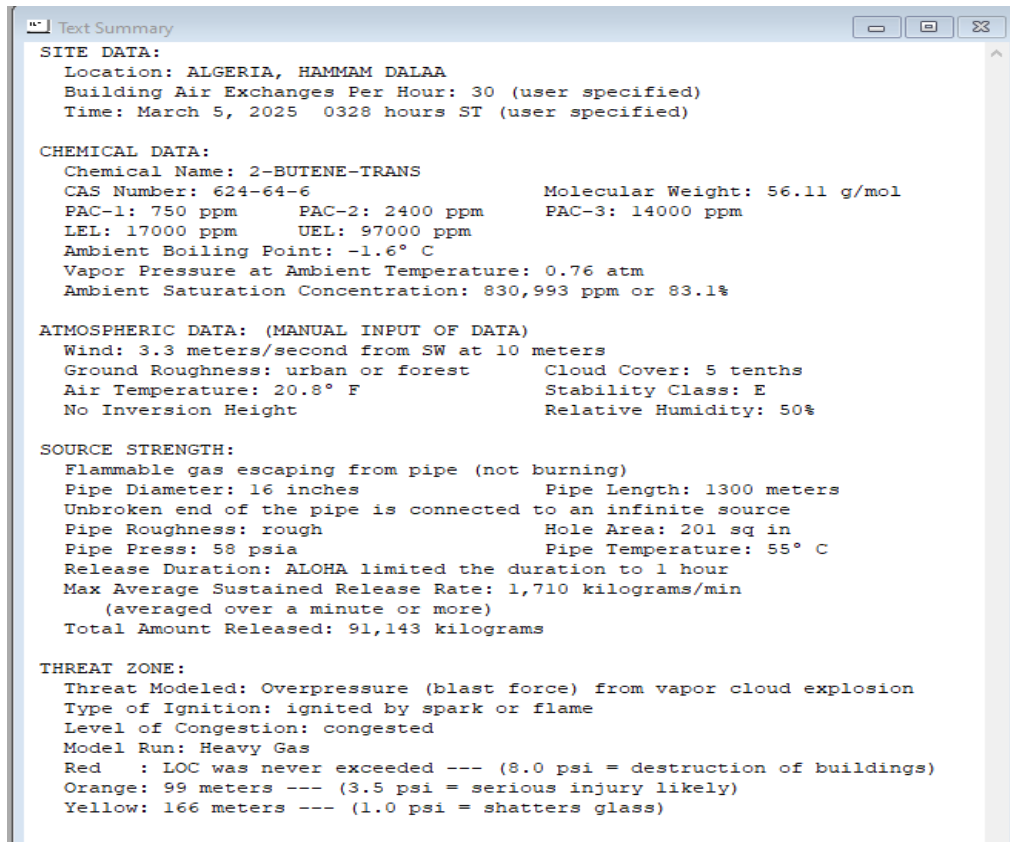 Text Summary
SITE DATA:
Location: ALGERIA, HAMMAM DALAA
Building Air Exchanges Per Hour: 30 (user specified)
Time: March 5, 2025  0328 hours ST (user specified)
CHEMICAL DATA:
Chemical Name: 2-BUTENE-TRANS
CAS Number: 624-64-6 Molecular Weight: 56.11 g/mol
PAC-1: 750 ppm PAC-2: 2400 ppm PAC-3: 14000 ppm
LEL: 17000 ppm UEL: 97000 ppm
Ambient Boiling Point: -1.6° C
Vapor Pressure at Ambient Temperature: 0.76 atm
Ambient Saturation Concentration: 830,993 ppm or 83.1%
ATMOSPHERIC DATA: (MANUAL INPUT OF DATA)
Wind: 3.3 meters/second from SW at 10 meters
Ground Roughness: urban or forest Cloud Cover: 5 tenths
Air Temperature: 20.8° F Stability Class: E
No Inversion Height Relative Humidity: 50%
SOURCE STRENGTH:
Flammable gas escaping from pipe (not burning)
Pipe Diameter: 16 inches Pipe Length: 1300 meters
Unbroken end of the pipe is connected to an infinite source
Pipe Roughness: rough Hole Area: 201 sq in
Pipe Press: 58 psia Pipe Temperature: 55° C
Release Duration: ALOHA limited the duration to 1 hour
Max Average Sustained Release Rate: 1,710 kilograms/min
(averaged over a minute or more)
Total Amount Released: 91,143 kilograms
THREAT ZONE:
Threat Modeled: Overpressure (blast force) from vapor cloud explosion
Type of Ignition: ignited by spark or flame
Level of Congestion: congested
Model Run: Heavy Gas
Red   : LOC was never exceeded --- (8.0 psi = destruction of buildings)
Orange: 99 meters --- (3.5 psi = serious injury likely)
Yellow: 166 meters --- (1.0 psi = shatters glass)